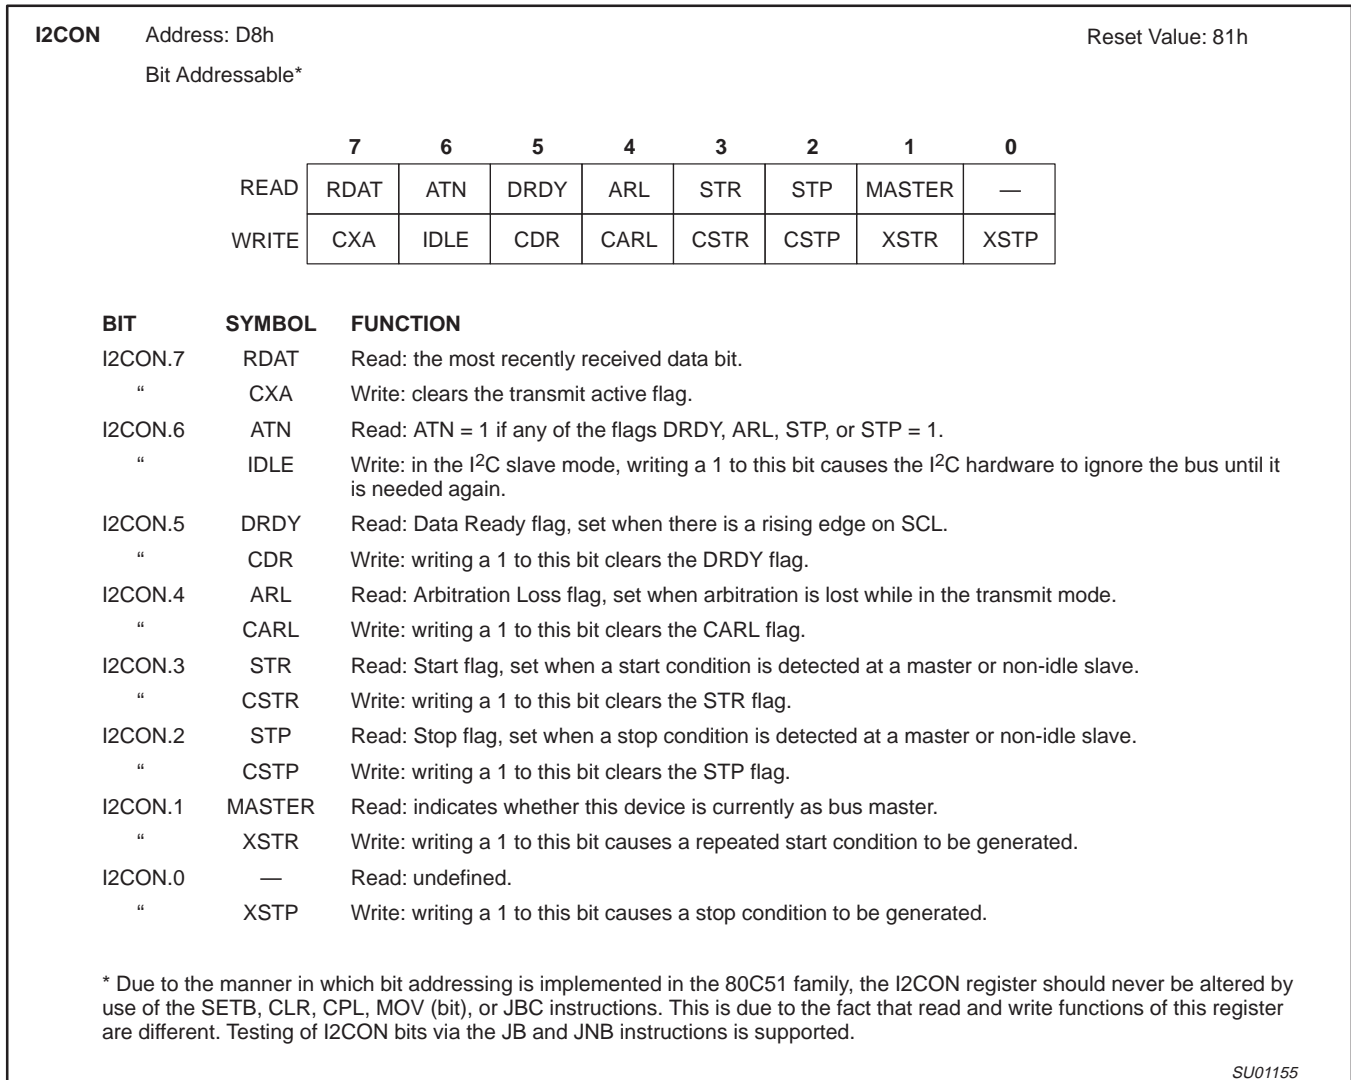 I2CON Address: D8h Reset Value: 81h
Bit Addressable*
7 6 5 4 3 2 1 0
READ RDAT ATN DRDY ARL STR STP MASTER —
WRITE CXA IDLE CDR CARL CSTR CSTP XSTR XSTP
BIT SYMBOL FUNCTION
I2CON.7 RDAT Read: the most recently received data bit.
“ CXA Write: clears the transmit active flag.
I2CON.6 ATN Read: ATN = 1 if any of the flags DRDY, ARL, STP, or STP = 1.
“ IDLE Write: in the I2C slave mode, writing a 1 to this bit causes the I2C hardware to ignore the bus until it
is needed again.
I2CON.5 DRDY Read: Data Ready flag, set when there is a rising edge on SCL.
“ CDR Write: writing a 1 to this bit clears the DRDY flag.
I2CON.4 ARL Read: Arbitration Loss flag, set when arbitration is lost while in the transmit mode.
“ CARL Write: writing a 1 to this bit clears the CARL flag.
I2CON.3 STR Read: Start flag, set when a start condition is detected at a master or non-idle slave.
“ CSTR Write: writing a 1 to this bit clears the STR flag.
I2CON.2 STP Read: Stop flag, set when a stop condition is detected at a master or non-idle slave.
“ CSTP Write: writing a 1 to this bit clears the STP flag.
I2CON.1 MASTER Read: indicates whether this device is currently as bus master.
“ XSTR Write: writing a 1 to this bit causes a repeated start condition to be generated.
I2CON.0 — Read: undefined.
“ XSTP Write: writing a 1 to this bit causes a stop condition to be generated.
* Due to the manner in which bit addressing is implemented in the 80C51 family, the I2CON register should never be altered by
use of the SETB, CLR, CPL, MOV (bit), or JBC instructions. This is due to the fact that read and write functions of this register
are different. Testing of I2CON bits via the JB and JNB instructions is supported.
SU01155